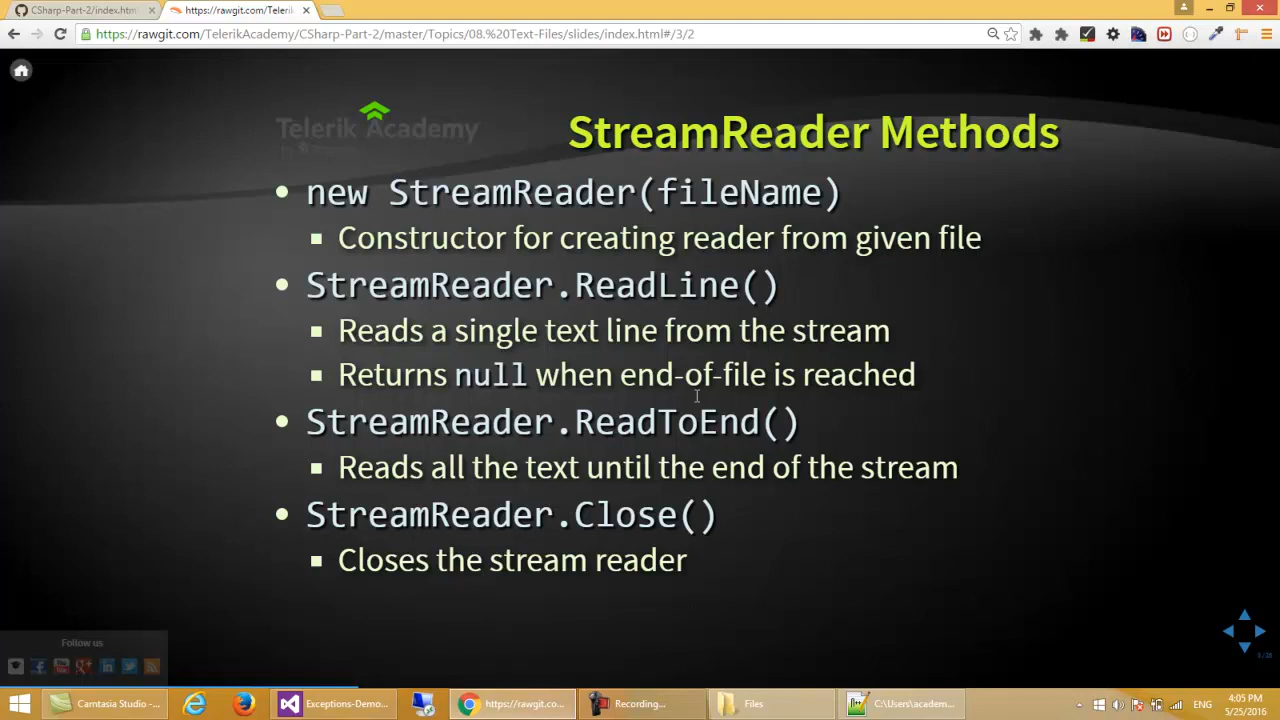 CSharp-Part-2/index.htm
https://rawgit.com/Teleri
https://rawgit.com/TelerikAcademy/CSharp-Part-2/master/Topics/08.%20Text-Files/slides/index.html#/3/2
Telerik Academy
StreamReader Methods
new StreamReader(fileName)
Constructor for creating reader from given file
StreamReader.ReadLine()
Reads a single text line from the stream
Returns null when end-of-file is reached
StreamReader.ReadToEnd()
Reads all the text until the end of the stream
StreamReader.Close()
Closes the stream reader
Follow us
Camtasia Studio -...
Exceptions-Demo...
https://rawgit.co...
Recording...
Files
C:\Users\academ...
ENG
4:05 PM
5/25/2016